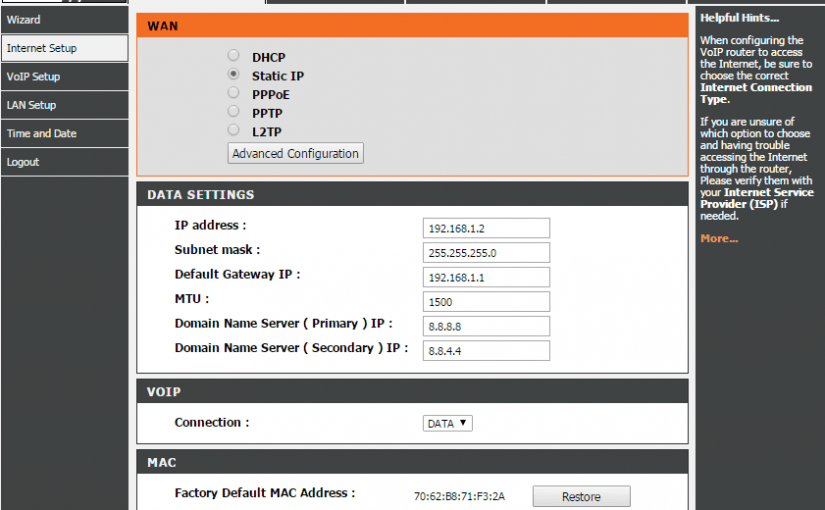 Wizard
Internet Setup
VoIP Setup
LAN Setup
Time and Date
Logout
WAN
DHCP
Static IP
PPPoE
PPTP
L2TP
Advanced Configuration
DATA SETTINGS
IP address : 192.168.1.2
Subnet mask : 255.255.255.0
Default Gateway IP : 192.168.1.1
MTU : 1500
Domain Name Server ( Primary ) IP : 8.8.8.8
Domain Name Server ( Secondary ) IP : 8.8.4.4
VOIP
Connection : DATA
MAC
Factory Default MAC Address : 70:62:B8:71:F3:2A Restore
Helpful Hints...
When configuring the
VoIP router to access
the Internet, be sure to
choose the correct
Internet Connection
Type.
If you are unsure of
which option to choose
and having trouble
accessing the Internet
through the router,
Please verify them with
your Internet Service
Provider (ISP) if
needed.
More...